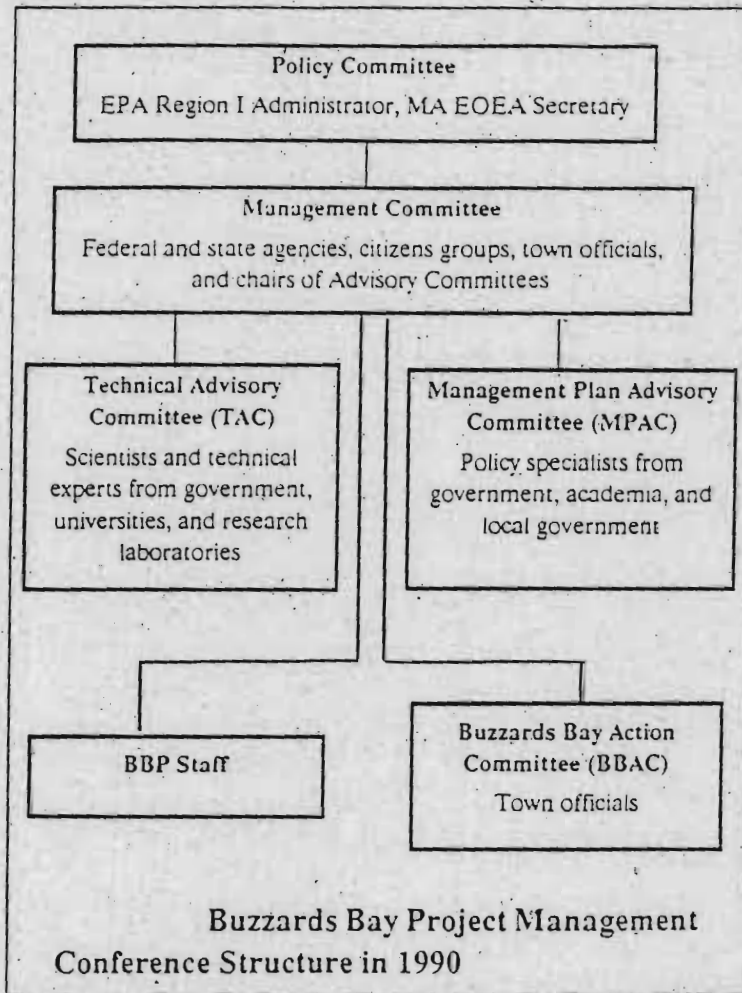 Policy Committee
EPA Region I Administrator, MA EOEA Secretary
Management Committee
Federal and state agencies, citizens groups, town officials,
and chairs of Advisory Committees
Technical Advisory
Committee (TAC)
Scientists and technical
experts from government,
universities, and research
laboratories
Management Plan Advisory
Committee (MPAC)
Policy specialists from
government, academia, and
local government
BBP Staff
Buzzards Bay Action
Committee (BBAC)
Town officials
Buzzards Bay Project Management
Conference Structure in 1990